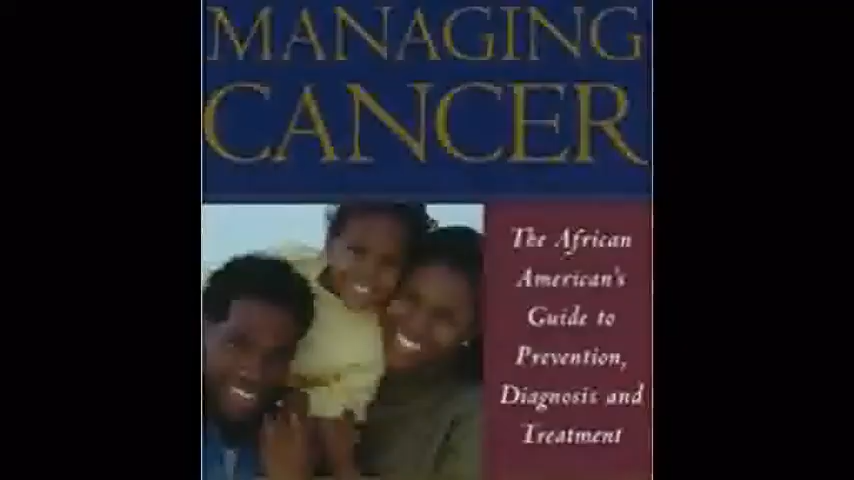 MANAGING
CANCER
The African
American's
Guide to
Prevention,
Diagnosis and
Treatment